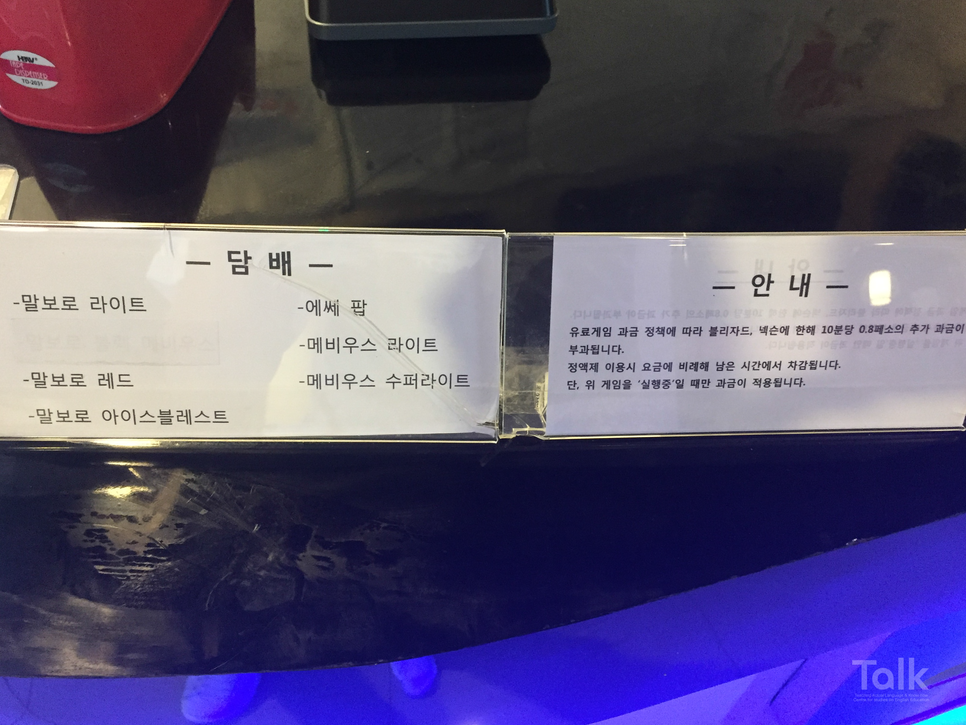 TAPE
DISPENSER
TD-2031
— 담 배 —
-말보로 라이트
-에쎄 팝
-메비우스 라이트
-말보로 레드
-메비우스 수퍼라이트
-말보로 아이스블레스트
— 안 내 —
유료게임 과금 정책에 따라 블리자드, 넥슨에 한해 10분당 0.8페소의 추가 과금이
부과됩니다.
정액제 이용시 요금에 비례해 남은 시간에서 차감됩니다.
단, 위 게임을 '실행중'일 때만 과금이 적용됩니다.
Talk